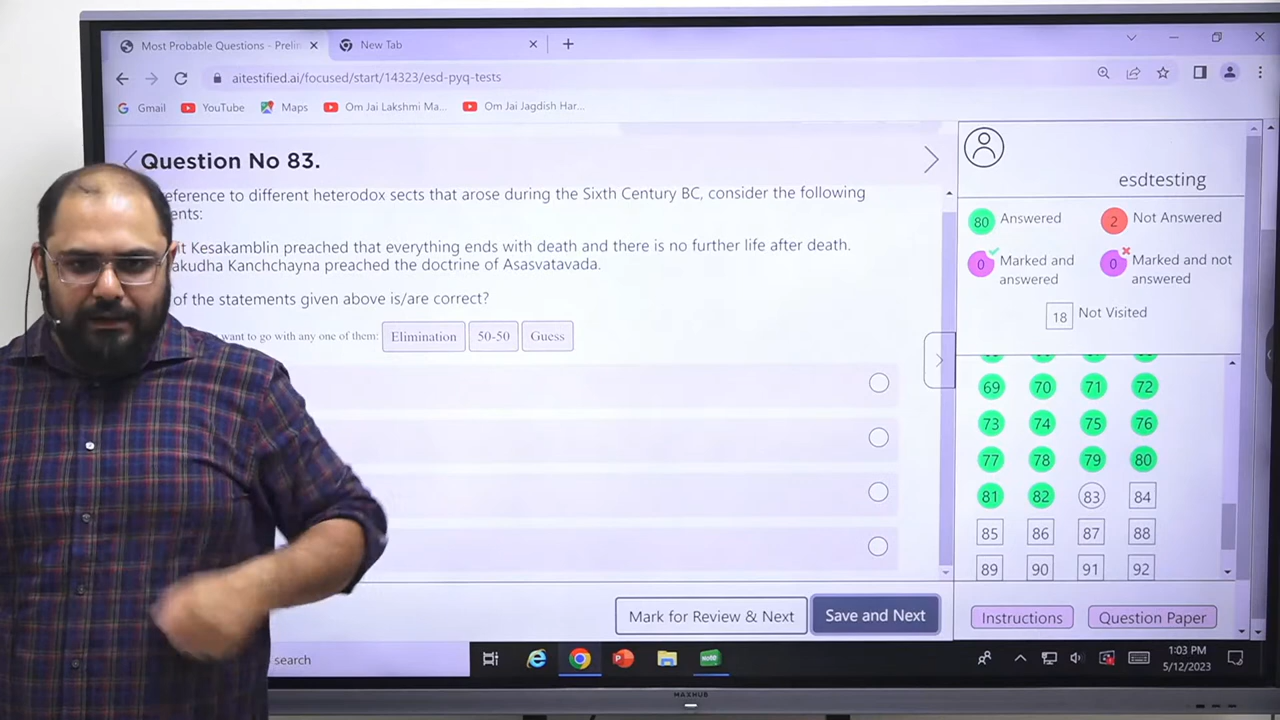 Most Probable Questions - Prelin
New Tab
aitestified.ai/focused/start/14323/esd-pyq-tests
Gmail
YouTube
Maps
Om Jai Lakshmi Ma...
Om Jai Jagdish Har...
Question No 83.
eference to different heterodox sects that arose during the Sixth Century BC, consider the following
ents:
it Kesakamblin preached that everything ends with death and there is no further life after death.
akudha Kanchchayna preached the doctrine of Asasvatavada.
of the statements given above is/are correct?
want to go with any one of them: Elimination 50-50 Guess
Mark for Review & Next
Save and Next
esdtesting
80 Answered
2 Not Answered
0 Marked and answered
0 Marked and not answered
18 Not Visited
69 70 71 72
73 74 75 76
77 78 79 80
81 82 83 84
85 86 87 88
89 90 91 92
Instructions
Question Paper
search
1:03 PM
5/12/2023
MAXHUB